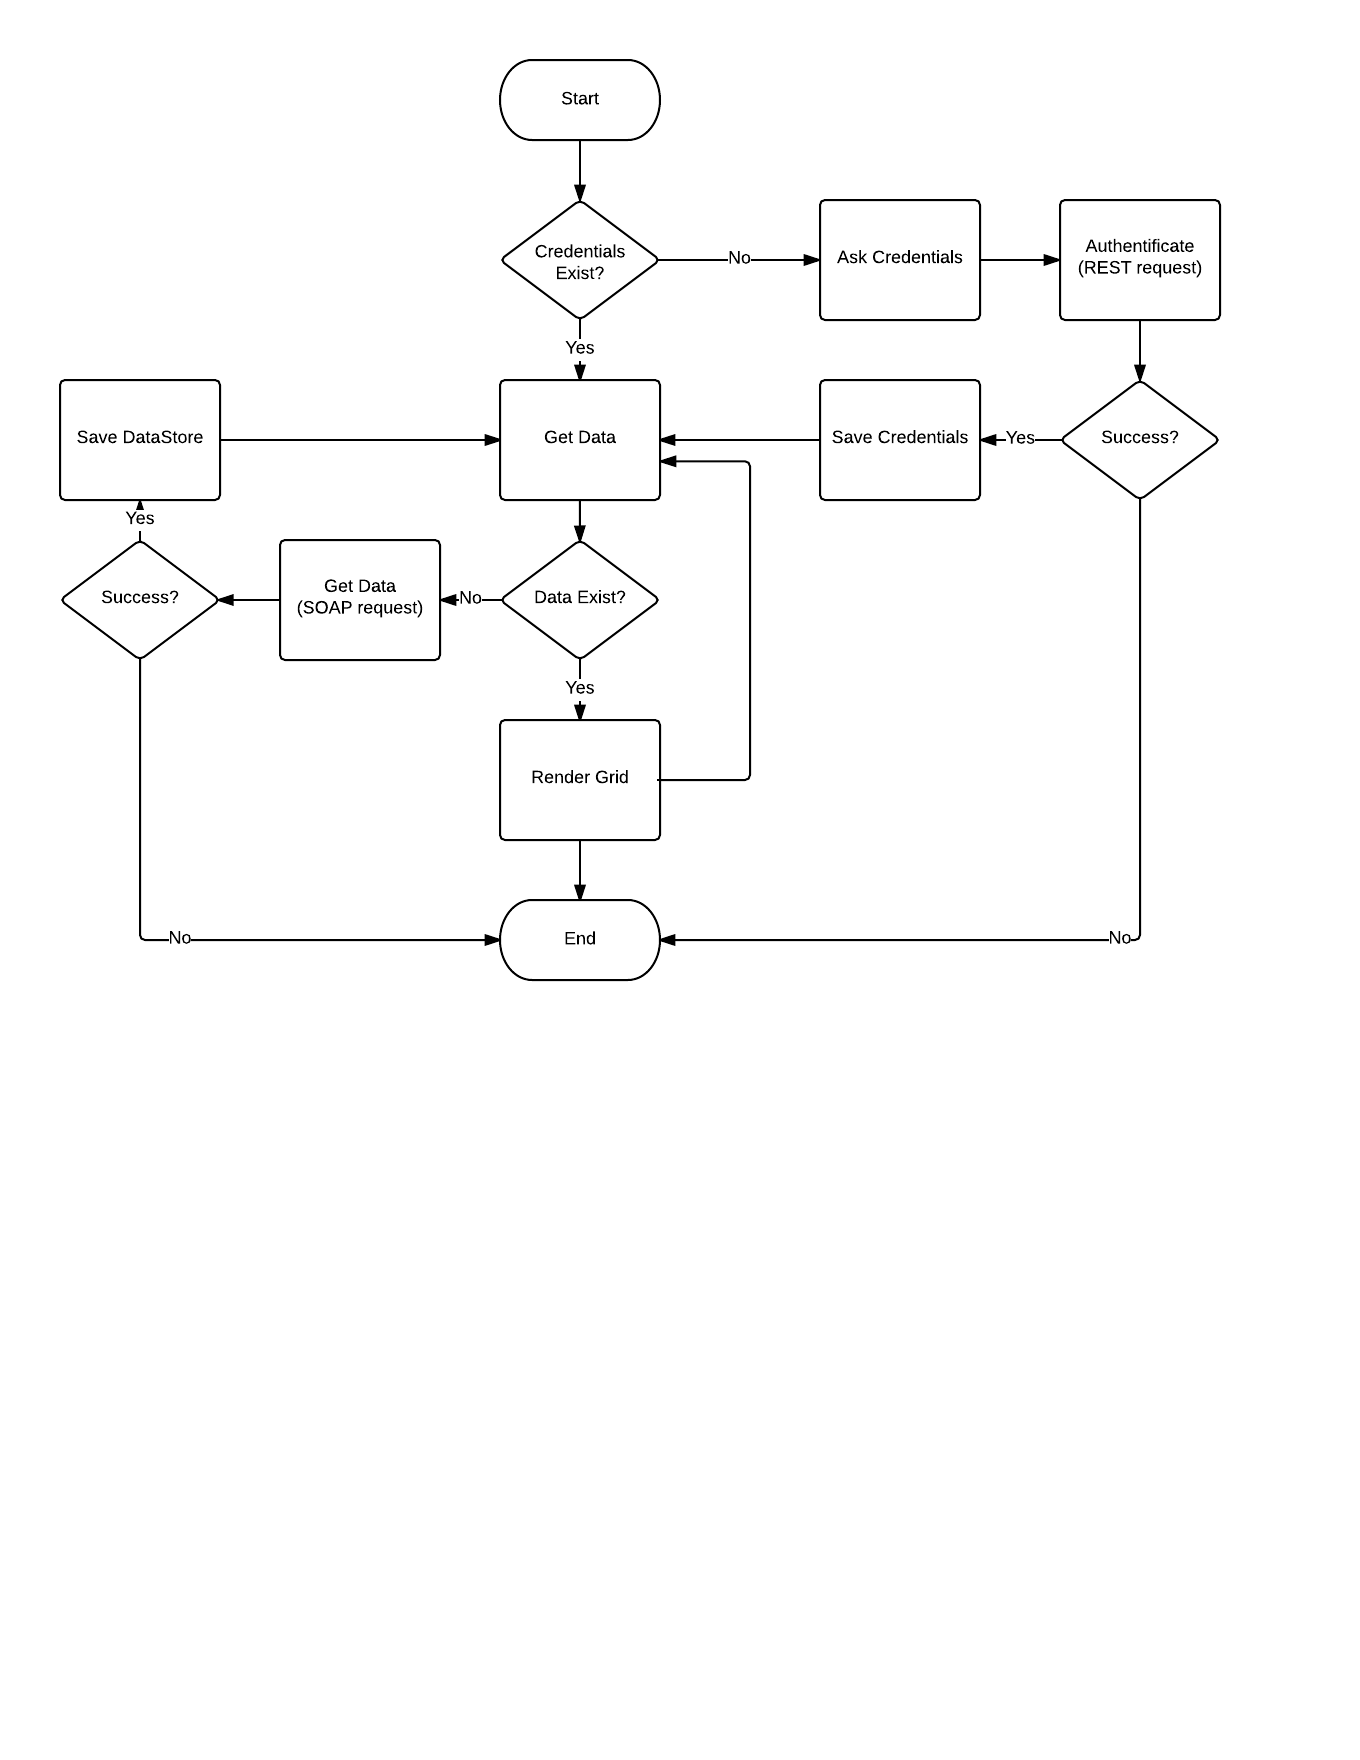 Start
Credentials
Exist?
No
Ask Credentials
Authentificate
(REST request)
Yes
Save DataStore
Get Data
Save Credentials
Yes
Success?
Yes
Success?
Get Data
(SOAP request)
No
Data Exist?
Yes
Render Grid
No
End
No